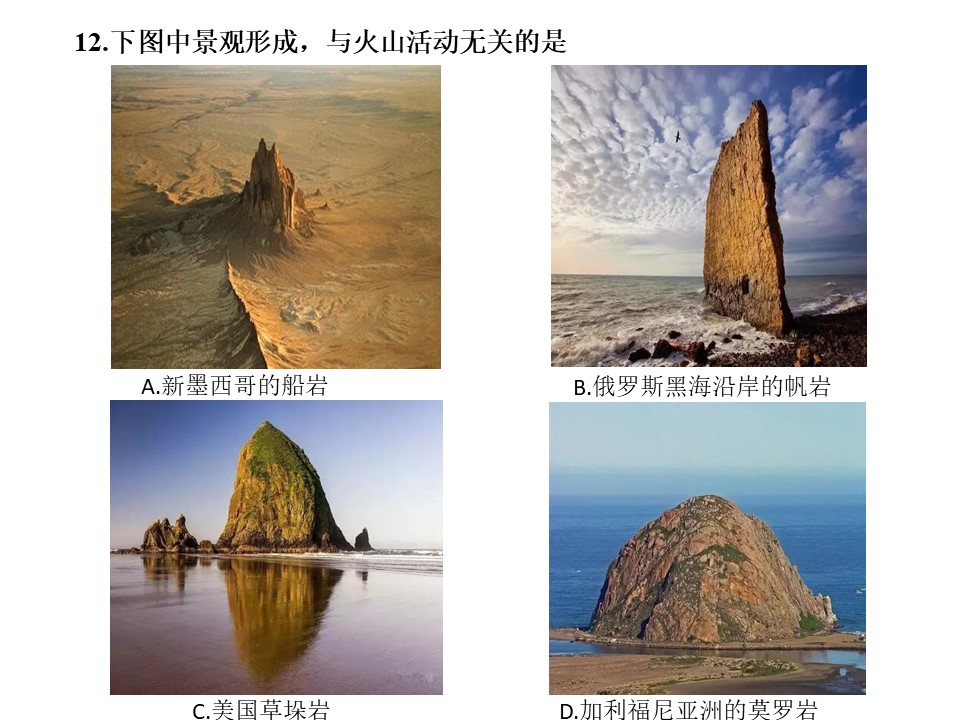 12.下图中景观形成，与火山活动无关的是
A.新墨西哥的船岩
B.俄罗斯黑海沿岸的帆岩
C.美国草垛岩
D.加利福尼亚洲的莫罗岩